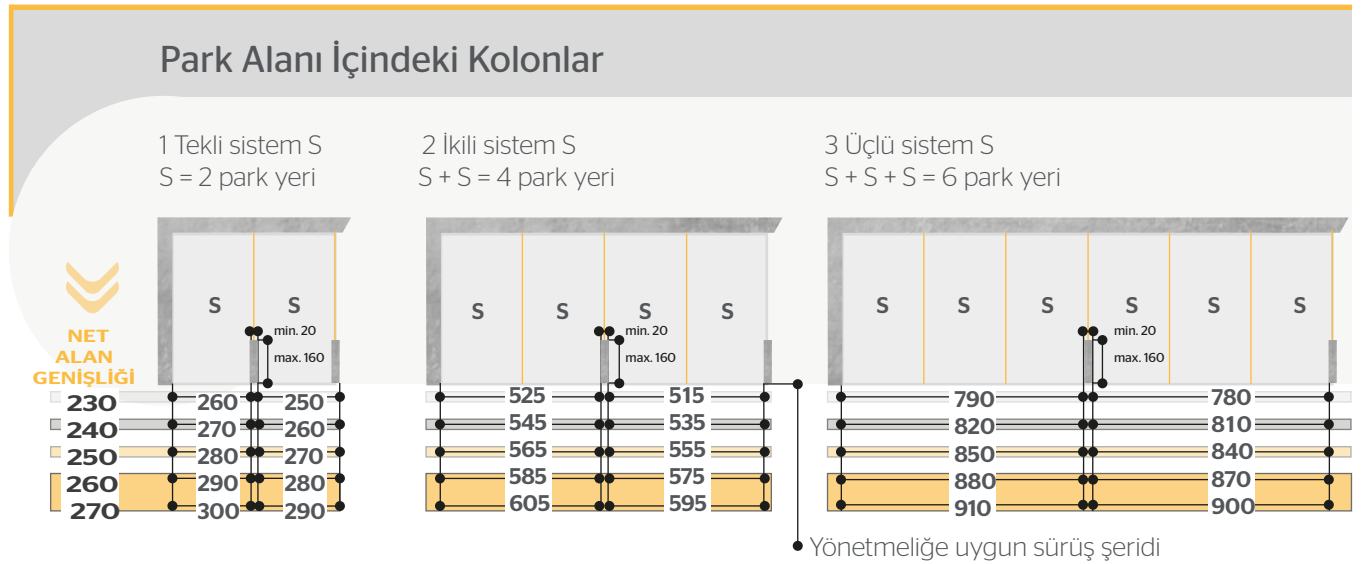 Park Alanı İçindeki Kolonlar
1 Tekli sistem S
S = 2 park yeri
2 İkili sistem S
S + S = 4 park yeri
3 Üçlü sistem S
S + S + S = 6 park yeri
S S S S S S S S S S S S
min. 20 min. 20 min. 20
max. 160 max. 160 max. 160
NET
ALAN
GENİŞLİĞİ
230 260 250 525 515 790 780
240 270 260 545 535 820 810
250 280 270 565 555 850 840
260 290 280 585 575 880 870
270 300 290 605 595 910 900
Yönetmeliğe uygun sürüş şeridi